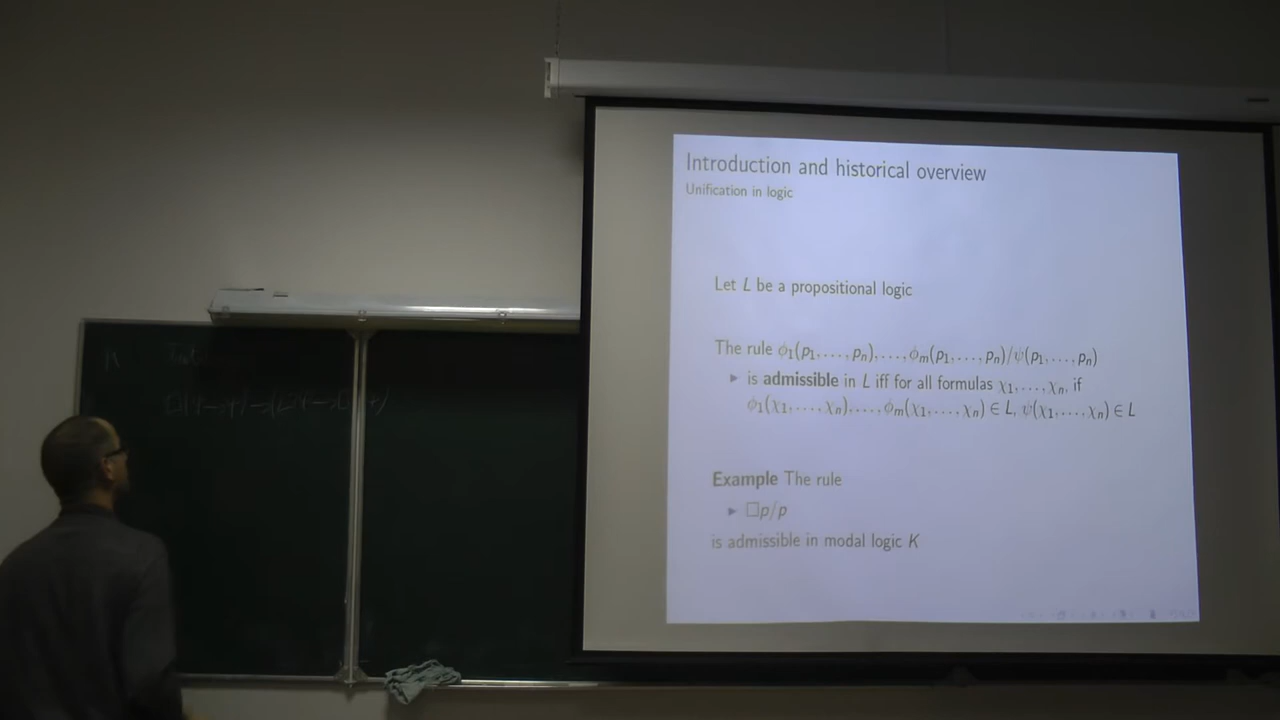 Introduction and historical overview
Unification in logic
Let L be a propositional logic
The rule ϕ₁(p₁,...,pₙ),...,ϕₘ(p₁,...,pₙ)/ψ(p₁,...,pₙ)
► is admissible in L iff for all formulas χ₁,...,χₙ, if
ϕ₁(χ₁,...,χₙ),...,ϕₘ(χ₁,...,χₙ) ∈ L, ψ(χ₁,...,χₙ) ∈ L
Example The rule
► □p/p
is admissible in modal logic K